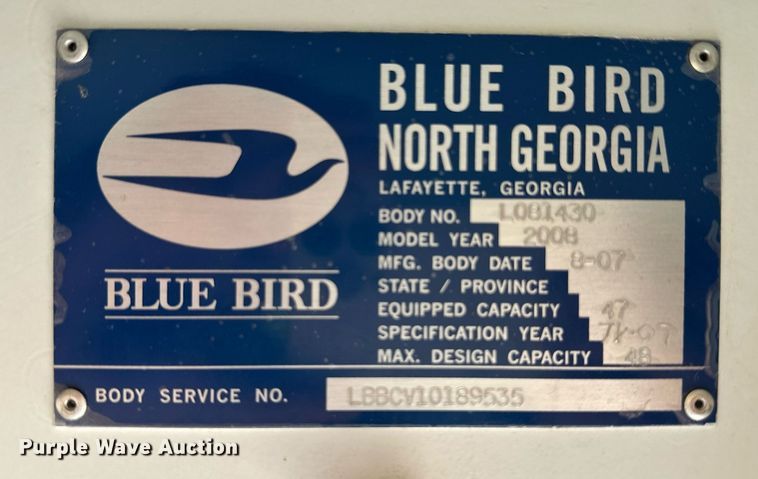 BLUE BIRD
NORTH GEORGIA
LAFAYETTE, GEORGIA
BODY NO. L081430
MODEL YEAR 2008
MFG. BODY DATE 8-07
STATE / PROVINCE
EQUIPPED CAPACITY 47
SPECIFICATION YEAR
MAX. DESIGN CAPACITY 48
BLUE BIRD
BODY SERVICE NO. LBBCV10189535
Purple Wave Auction